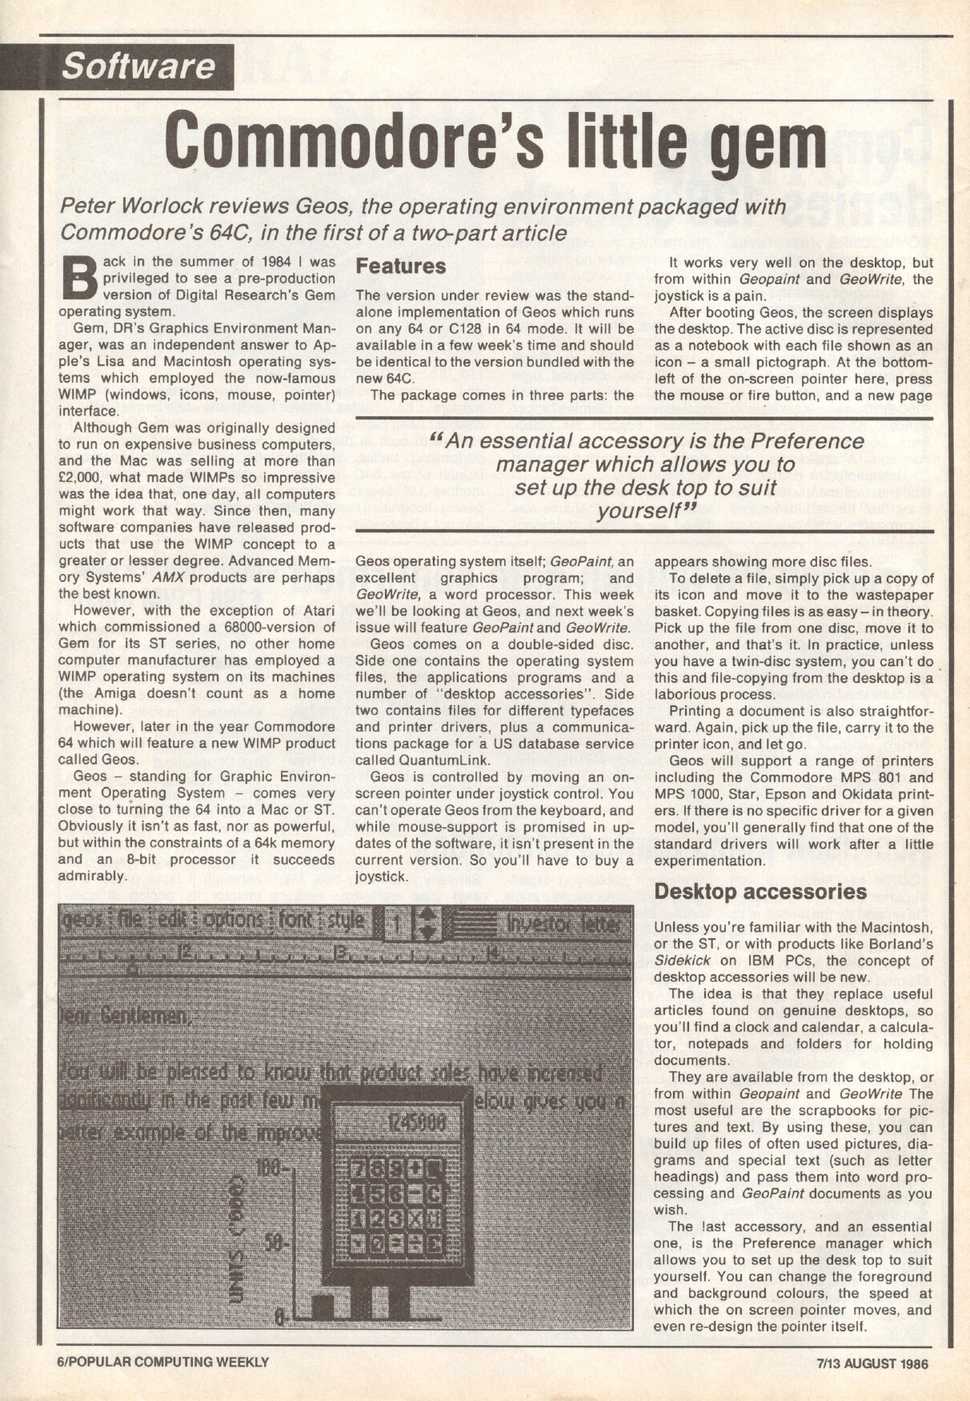 Software
Commodore's little gem
Peter Worlock reviews Geos, the operating environment packaged with
Commodore's 64C, in the first of a two-part article
Back in the summer of 1984 I was
privileged to see a pre-production
version of Digital Research's Gem
operating system.
Gem, DR's Graphics Environment Man-
ager, was an independent answer to Ap-
ple's Lisa and Macintosh operating sys-
tems which employed the now-famous
WIMP (windows, icons, mouse, pointer)
interface.
Although Gem was originally designed
to run on expensive business computers,
and the Mac was selling at more than
£2,000, what made WIMPs so impressive
was the idea that, one day, all computers
might work that way. Since then, many
software companies have released prod-
ucts that use the WIMP concept to a
greater or lesser degree. Advanced Mem-
ory Systems' AMX products are perhaps
the best known.
However, with the exception of Atari
which commissioned a 68000-version of
Gem for its ST series, no other home
computer manufacturer has employed a
WIMP operating system on its machines
(the Amiga doesn't count as a home
machine).
However, later in the year Commodore
64 which will feature a new WIMP product
called Geos.
Geos – standing for Graphic Environ-
ment Operating System – comes very
close to turning the 64 into a Mac or ST.
Obviously it isn't as fast, nor as powerful,
but within the constraints of a 64k memory
and an 8-bit processor it succeeds
admirably.
Features
The version under review was the stand-
alone implementation of Geos which runs
on any 64 or C128 in 64 mode. It will be
available in a few week's time and should
be identical to the version bundled with the
new 64C.
The package comes in three parts: the
"An essential accessory is the Preference
manager which allows you to
set up the desk top to suit
yourself"
Geos operating system itself; GeoPaint, an
excellent graphics program; and
GeoWrite, a word processor. This week
we'll be looking at Geos, and next week's
issue will feature GeoPaint and GeoWrite.
Geos comes on a double-sided disc.
Side one contains the operating system
files, the applications programs and a
number of "desktop accessories". Side
two contains files for different typefaces
and printer drivers, plus a communica-
tions package for a US database service
called QuantumLink.
Geos is controlled by moving an on-
screen pointer under joystick control. You
can't operate Geos from the keyboard, and
while mouse-support is promised in up-
dates of the software, it isn't present in the
current version. So you'll have to buy a
joystick.
It works very well on the desktop, but
from within Geopaint and GeoWrite, the
joystick is a pain.
After booting Geos, the screen displays
the desktop. The active disc is represented
as a notebook with each file shown as an
icon – a small pictograph. At the bottom-
left of the on-screen pointer here, press
the mouse or fire button, and a new page
appears showing more disc files.
To delete a file, simply pick up a copy of
its icon and move it to the wastepaper
basket. Copying files is as easy – in theory.
Pick up the file from one disc, move it to
another, and that's it. In practice, unless
you have a twin-disc system, you can't do
this and file-copying from the desktop is a
laborious process.
Printing a document is also straightfor-
ward. Again, pick up the file, carry it to the
printer icon, and let go.
Geos will support a range of printers
including the Commodore MPS 801 and
MPS 1000, Star, Epson and Okidata print-
ers. If there is no specific driver for a given
model, you'll generally find that one of the
standard drivers will work after a little
experimentation.
Desktop accessories
Unless you're familiar with the Macintosh,
or the ST, or with products like Borland's
Sidekick on IBM PCs, the concept of
desktop accessories will be new.
The idea is that they replace useful
articles found on genuine desktops, so
you'll find a clock and calendar, a calcula-
tor, notepads and folders for holding
documents.
They are available from the desktop, or
from within Geopaint and GeoWrite The
most useful are the scrapbooks for pic-
tures and text. By using these, you can
build up files of often used pictures, dia-
grams and special text (such as letter
headings) and pass them into word pro-
cessing and GeoPaint documents as you
wish.
The last accessory, and an essential
one, is the Preference manager which
allows you to set up the desk top to suit
yourself. You can change the foreground
and background colours, the speed at
which the on screen pointer moves, and
even re-design the pointer itself.
geos file edit options font style 1 Investor letter
12 13 14
ear Gentlemen,
You will be pleased to know that product sales have increased
significantly in the past few m elow gives you a
better example of the improve
1245000
7 8 9 +
4 5 6 - C
1 2 3 X
. 0 = ÷ E
100-
50-
0-
UNITS ('000)
6/POPULAR COMPUTING WEEKLY
7/13 AUGUST 1986